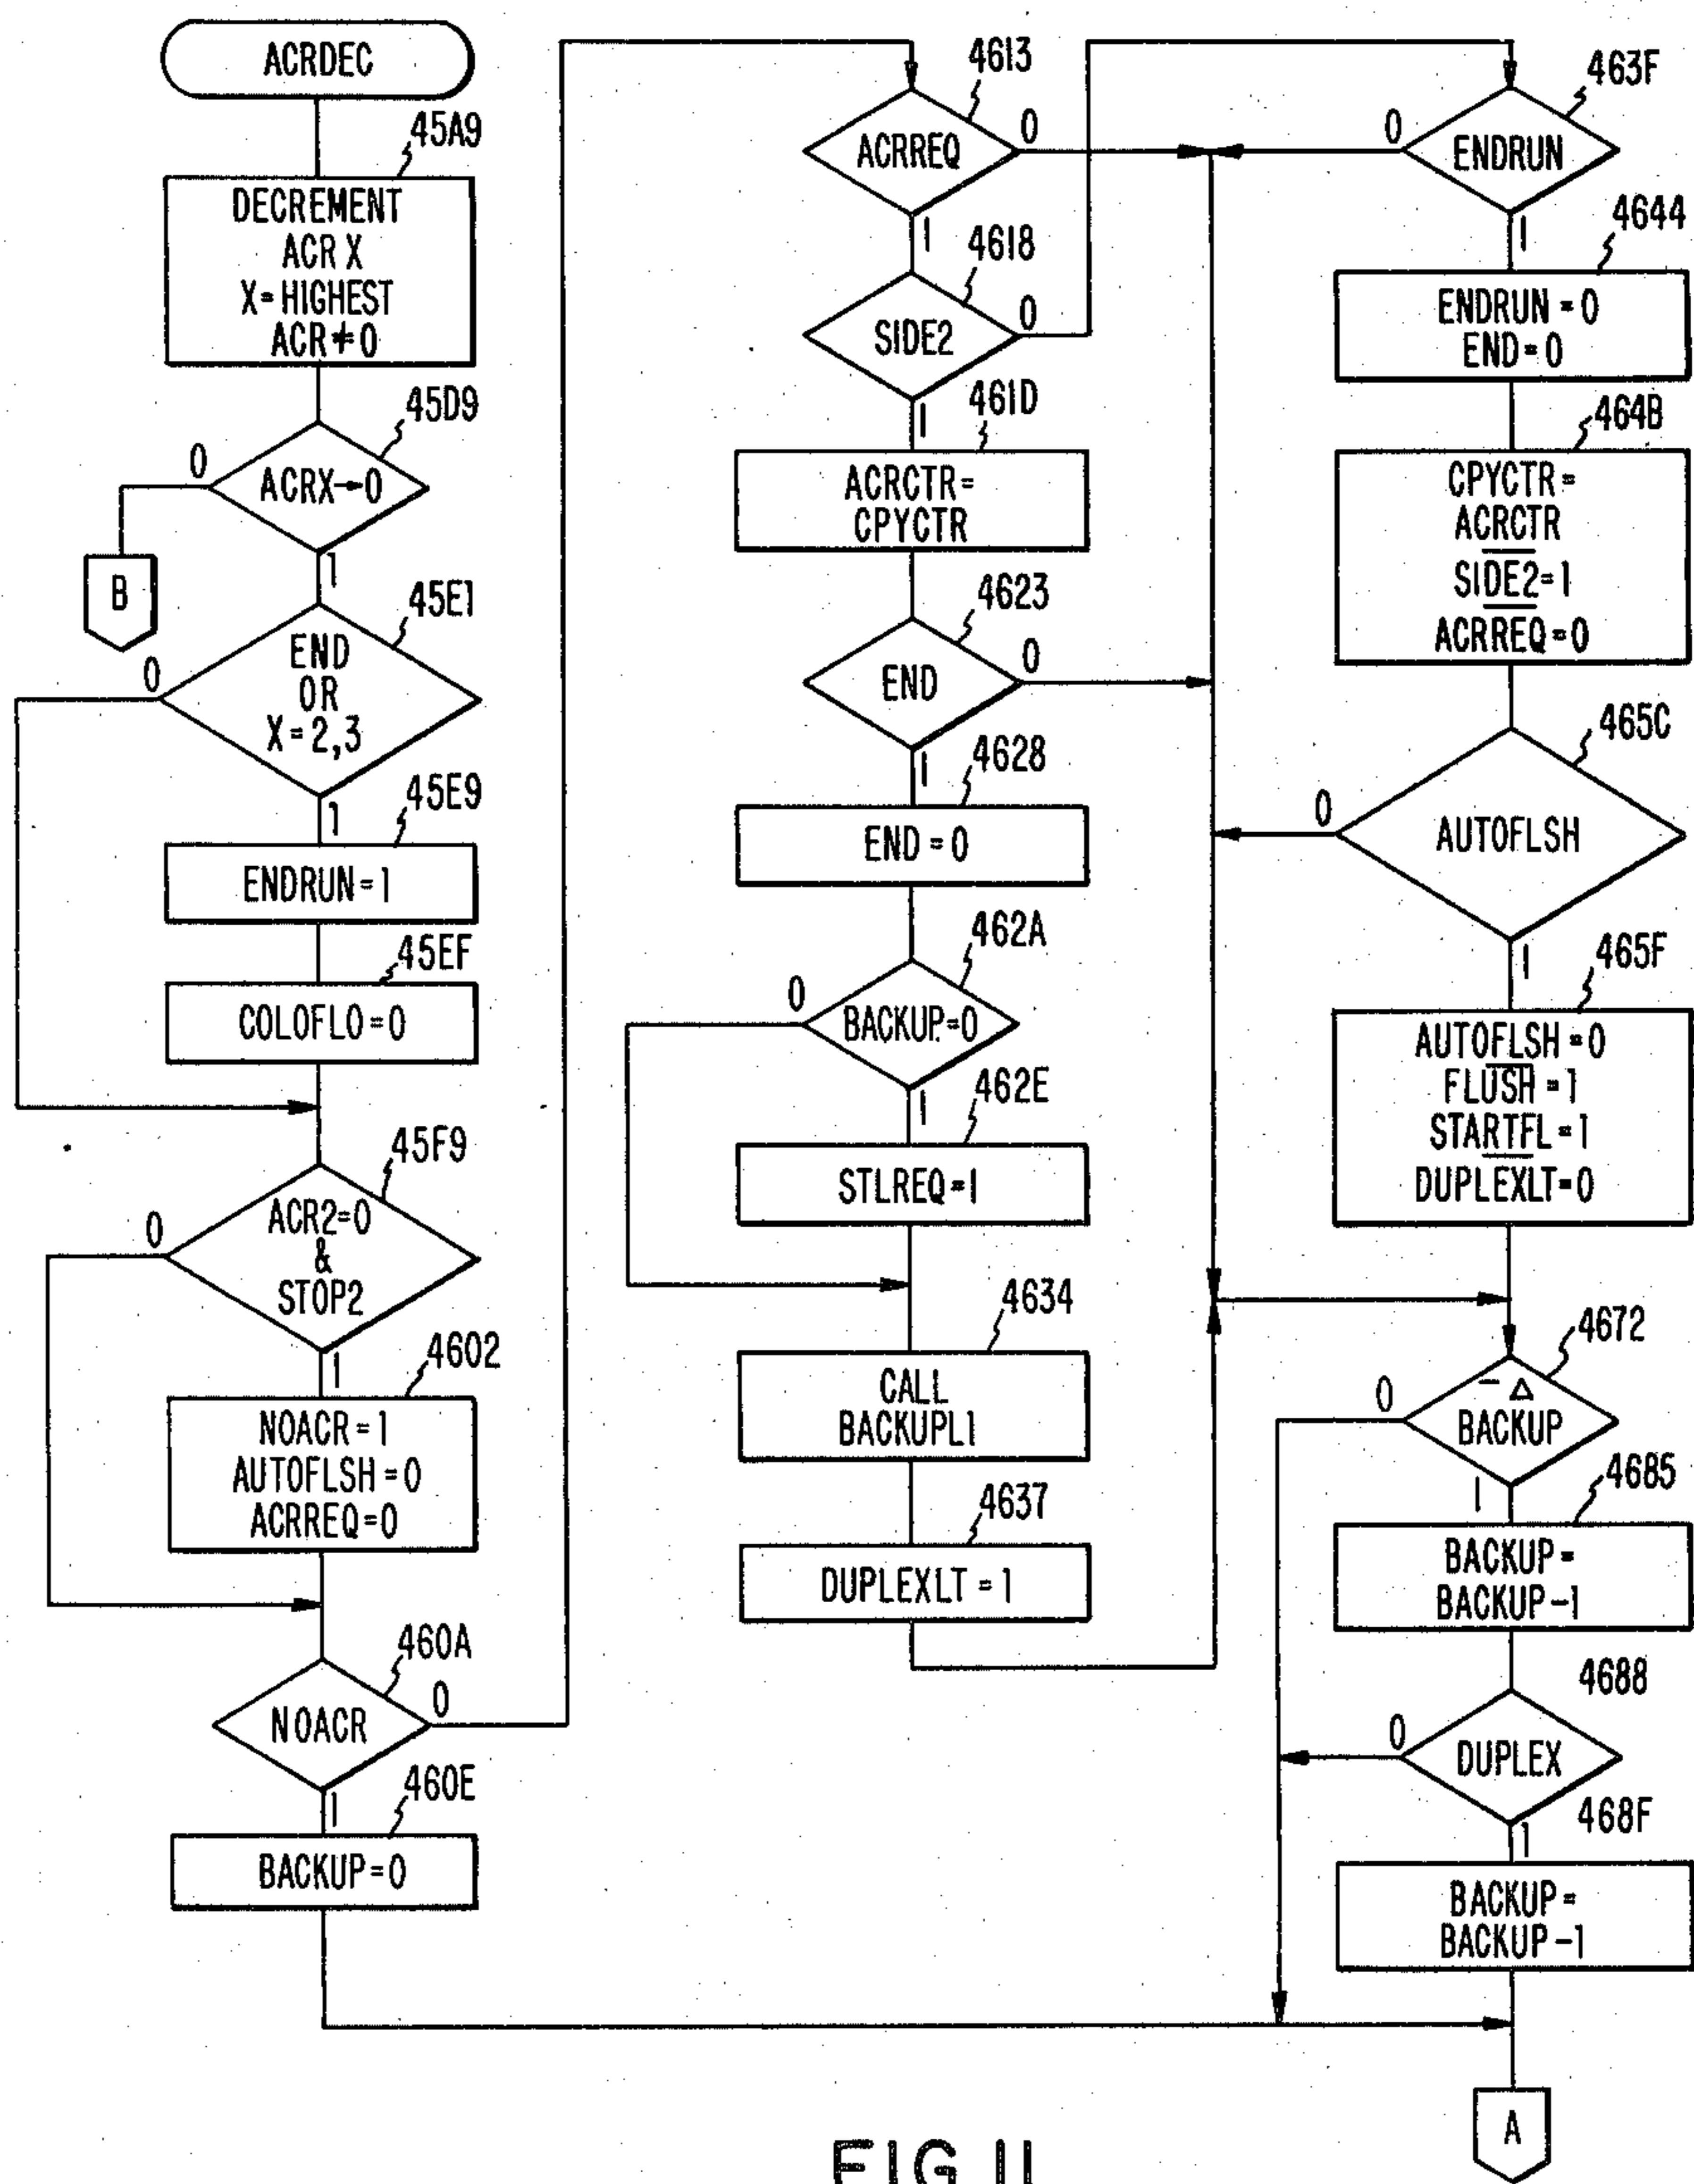 ACRDEC
45A9
DECREMENT
ACR X
X=HIGHEST
ACR≠0
45D9
0
ACRX→0
1
B
45E1
0
END
OR
X=2,3
1
45E9
ENDRUN=1
45EF
COLOFLO=0
45F9
0
ACR2=0
&
STOP2
1
4602
NOACR=1
AUTOFLSH=0
ACRREQ=0
460A
0
NOACR
1
460E
BACKUP=0
4613
0
ACRREQ
1
4618
0
SIDE2
1
461D
ACRCTR=
CPYCTR
4623
0
END
1
4628
END=0
462A
0
BACKUP=0
1
462E
STLREQ=1
4634
CALL
BACKUPL1
4637
DUPLEXLT=1
463F
0
ENDRUN
1
4644
ENDRUN=0
END=0
464B
CPYCTR=
ACRCTR
SIDE2=1
ACRREQ=0
465C
0
AUTOFLSH
1
465F
AUTOFLSH=0
FLUSH=1
STARTFL=1
DUPLEXLT=0
4672
0
-Δ
BACKUP
1
4685
BACKUP=
BACKUP-1
4688
0
DUPLEX
1
468F
BACKUP=
BACKUP-1
A
FIG 11